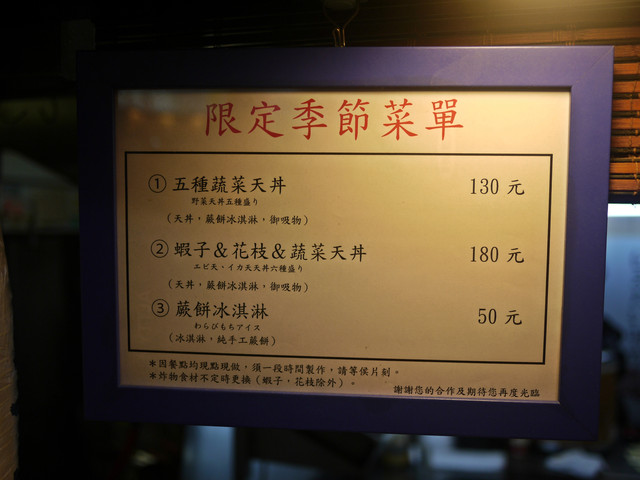 限定季節菜單
① 五種蔬菜天丼 130 元
野菜天丼五種盛り
(天丼，蕨餅冰淇淋，御吸物)
② 蝦子＆花枝＆蔬菜天丼 180 元
エビ天、イカ天天丼六種盛り
(天丼，蕨餅冰淇淋，御吸物)
③ 蕨餅冰淇淋 50 元
わらびもちアイス
(冰淇淋，純手工蕨餅)
＊因餐點均現點現做，須一段時間製作，請等侯片刻。
＊炸物食材不定時更換（蝦子，花枝除外）。
謝謝您的合作及期待您再度光臨